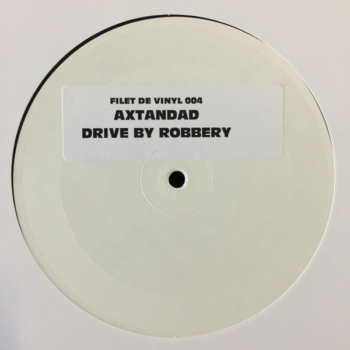 FILET DE VINYL 004
AXTANDAD
DRIVE BY ROBBERY